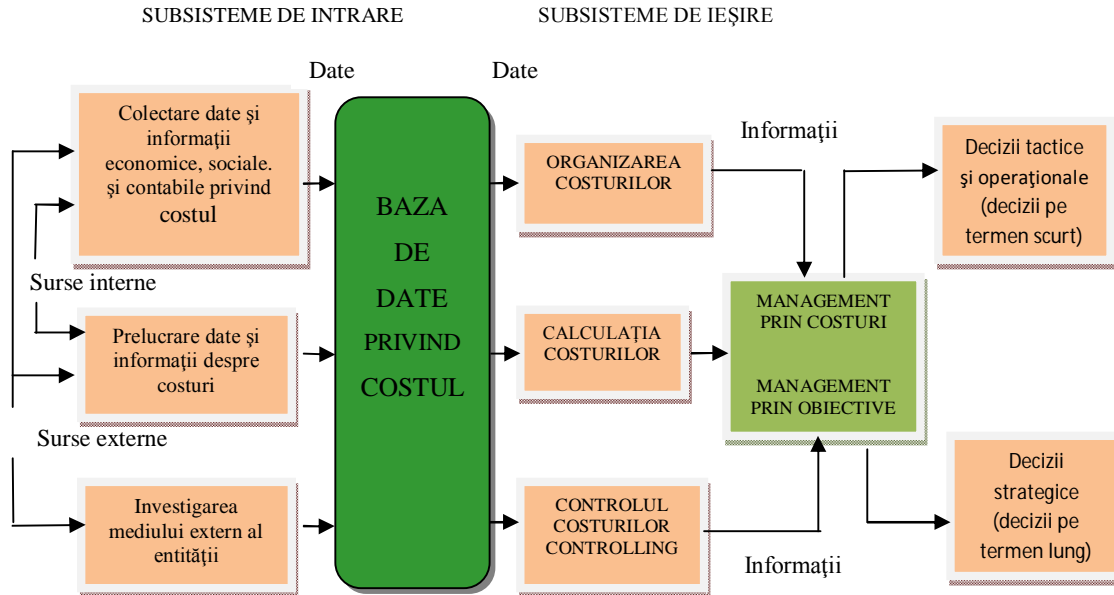 SUBSISTEME DE INTRARE
SUBSISTEME DE IEŞIRE
Date
Date
Colectare date şi
informaţii
economice, sociale.
şi contabile privind
costul
Surse interne
Prelucrare date şi
informaţii despre
costuri
Surse externe
Investigarea
mediului extern al
entităţii
BAZA
DE
DATE
PRIVIND
COSTUL
ORGANIZAREA
COSTURILOR
CALCULAŢIA
COSTURILOR
CONTROLUL
COSTURILOR
CONTROLLING
Informaţii
MANAGEMENT
PRIN COSTURI
MANAGEMENT
PRIN OBIECTIVE
Informaţii
Decizii tactice
şi operaţionale
(decizii pe
termen scurt)
Decizii
strategice
(decizii pe
termen lung)